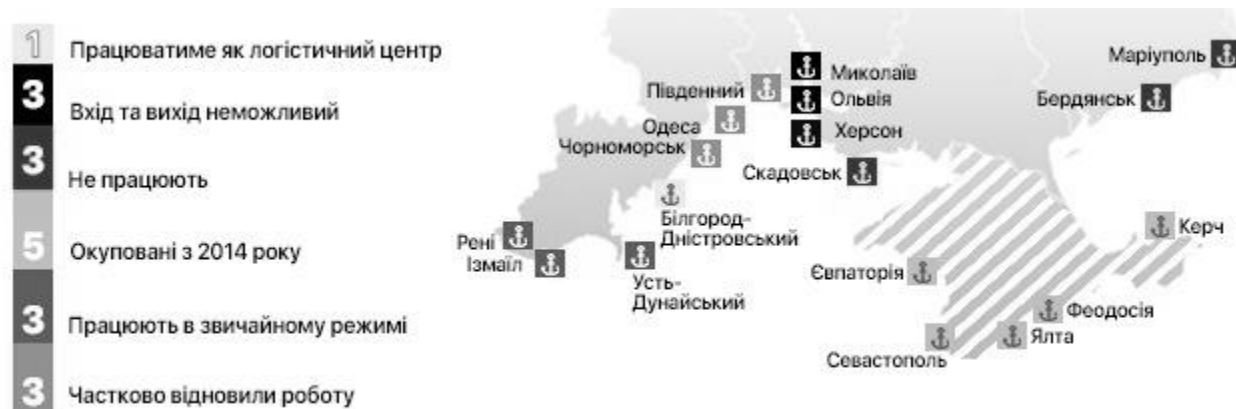 1 Працюватиме як логістичний центр
3 Вхід та вихід неможливий
3 Не працюють
5 Окуповані з 2014 року
3 Працюють в звичайному режимі
3 Частково відновили роботу
Маріуполь
Бердянськ
Миколаїв
Ольвія
Херсон
Південний
Одеса
Чорноморськ
Скадовськ
Білгород-
Дністровський
Рені
Ізмаїл
Усть-
Дунайський
Керч
Євпаторія
Феодосія
Ялта
Севастополь